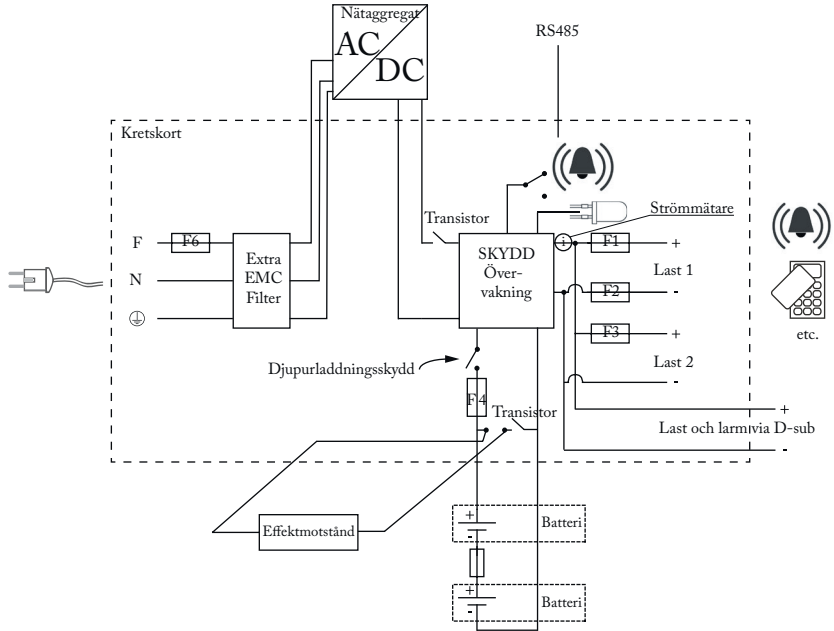 Nätaggregat
AC
DC
RS485
Kretskort
Transistor
Strömmätare
F
F6
N
Extra
EMC
Filter
SKYDD
Över-
vakning
i
F1
+
Last 1
F2
-
F3
+
Last 2
-
etc.
Djupurladdningsskydd
F4
Transistor
+
Last och larm via D-sub
-
Effektmotstånd
+
-
Batteri
+
-
Batteri